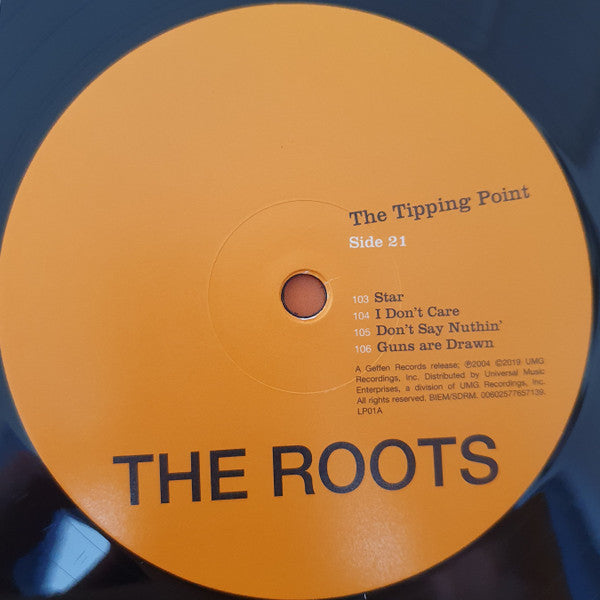 The Tipping Point
Side 21
103 Star
104 I Don't Care
105 Don't Say Nuthin'
106 Guns are Drawn
A Geffen Records release; ℗2004 ©2019 UMG
Recordings, Inc. Distributed by Universal Music
Enterprises, a division of UMG Recordings, Inc.
All rights reserved. BIEM/SDRM. 00602577657139.
LP01A
THE ROOTS